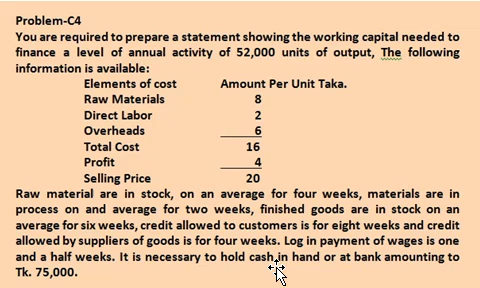 Problem-C4
You are required to prepare a statement showing the working capital needed to
finance a level of annual activity of 52,000 units of output, The following
information is available:
Elements of cost Amount Per Unit Taka.
Raw Materials 8
Direct Labor 2
Overheads 6
Total Cost 16
Profit 4
Selling Price 20
Raw material are in stock, on an average for four weeks, materials are in
process on and average for two weeks, finished goods are in stock on an
average for six weeks, credit allowed to customers is for eight weeks and credit
allowed by suppliers of goods is for four weeks. Log in payment of wages is one
and a half weeks. It is necessary to hold cash in hand or at bank amounting to
Tk. 75,000.